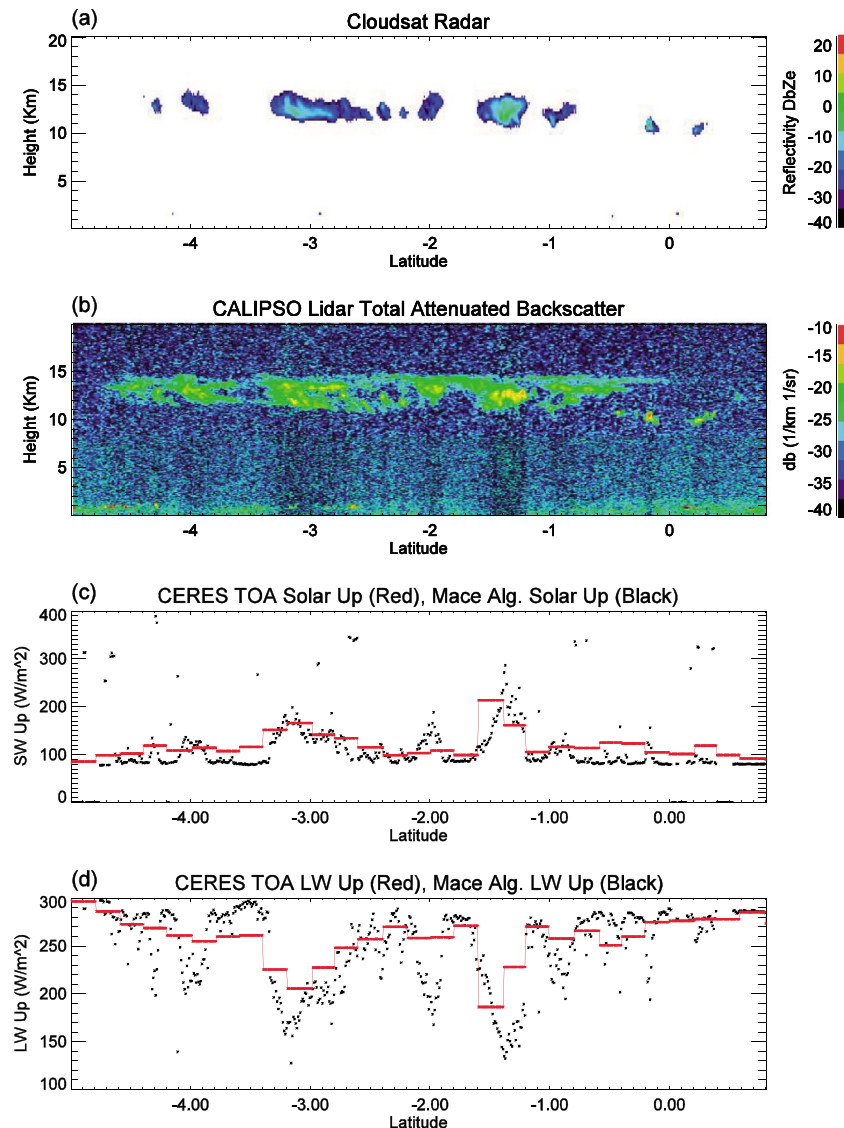 (a)
Cloudsat Radar
Height (Km)
20
15
10
5
-4
-3
-2
-1
0
Latitude
20
10
0
-10
-20
-30
-40
Reflectivity DbZe
(b)
CALIPSO Lidar Total Attenuated Backscatter
Height (Km)
15
10
5
-4
-3
-2
-1
0
Latitude
-10
-15
-20
-25
-30
-35
-40
db (1/km 1/sr)
(c)
CERES TOA Solar Up (Red), Mace Alg. Solar Up (Black)
SW Up (W/m^2)
400
300
200
100
0
-4.00
-3.00
-2.00
-1.00
0.00
Latitude
(d)
CERES TOA LW Up (Red), Mace Alg. LW Up (Black)
LW Up (W/m^2)
300
250
200
150
100
-4.00
-3.00
-2.00
-1.00
0.00
Latitude